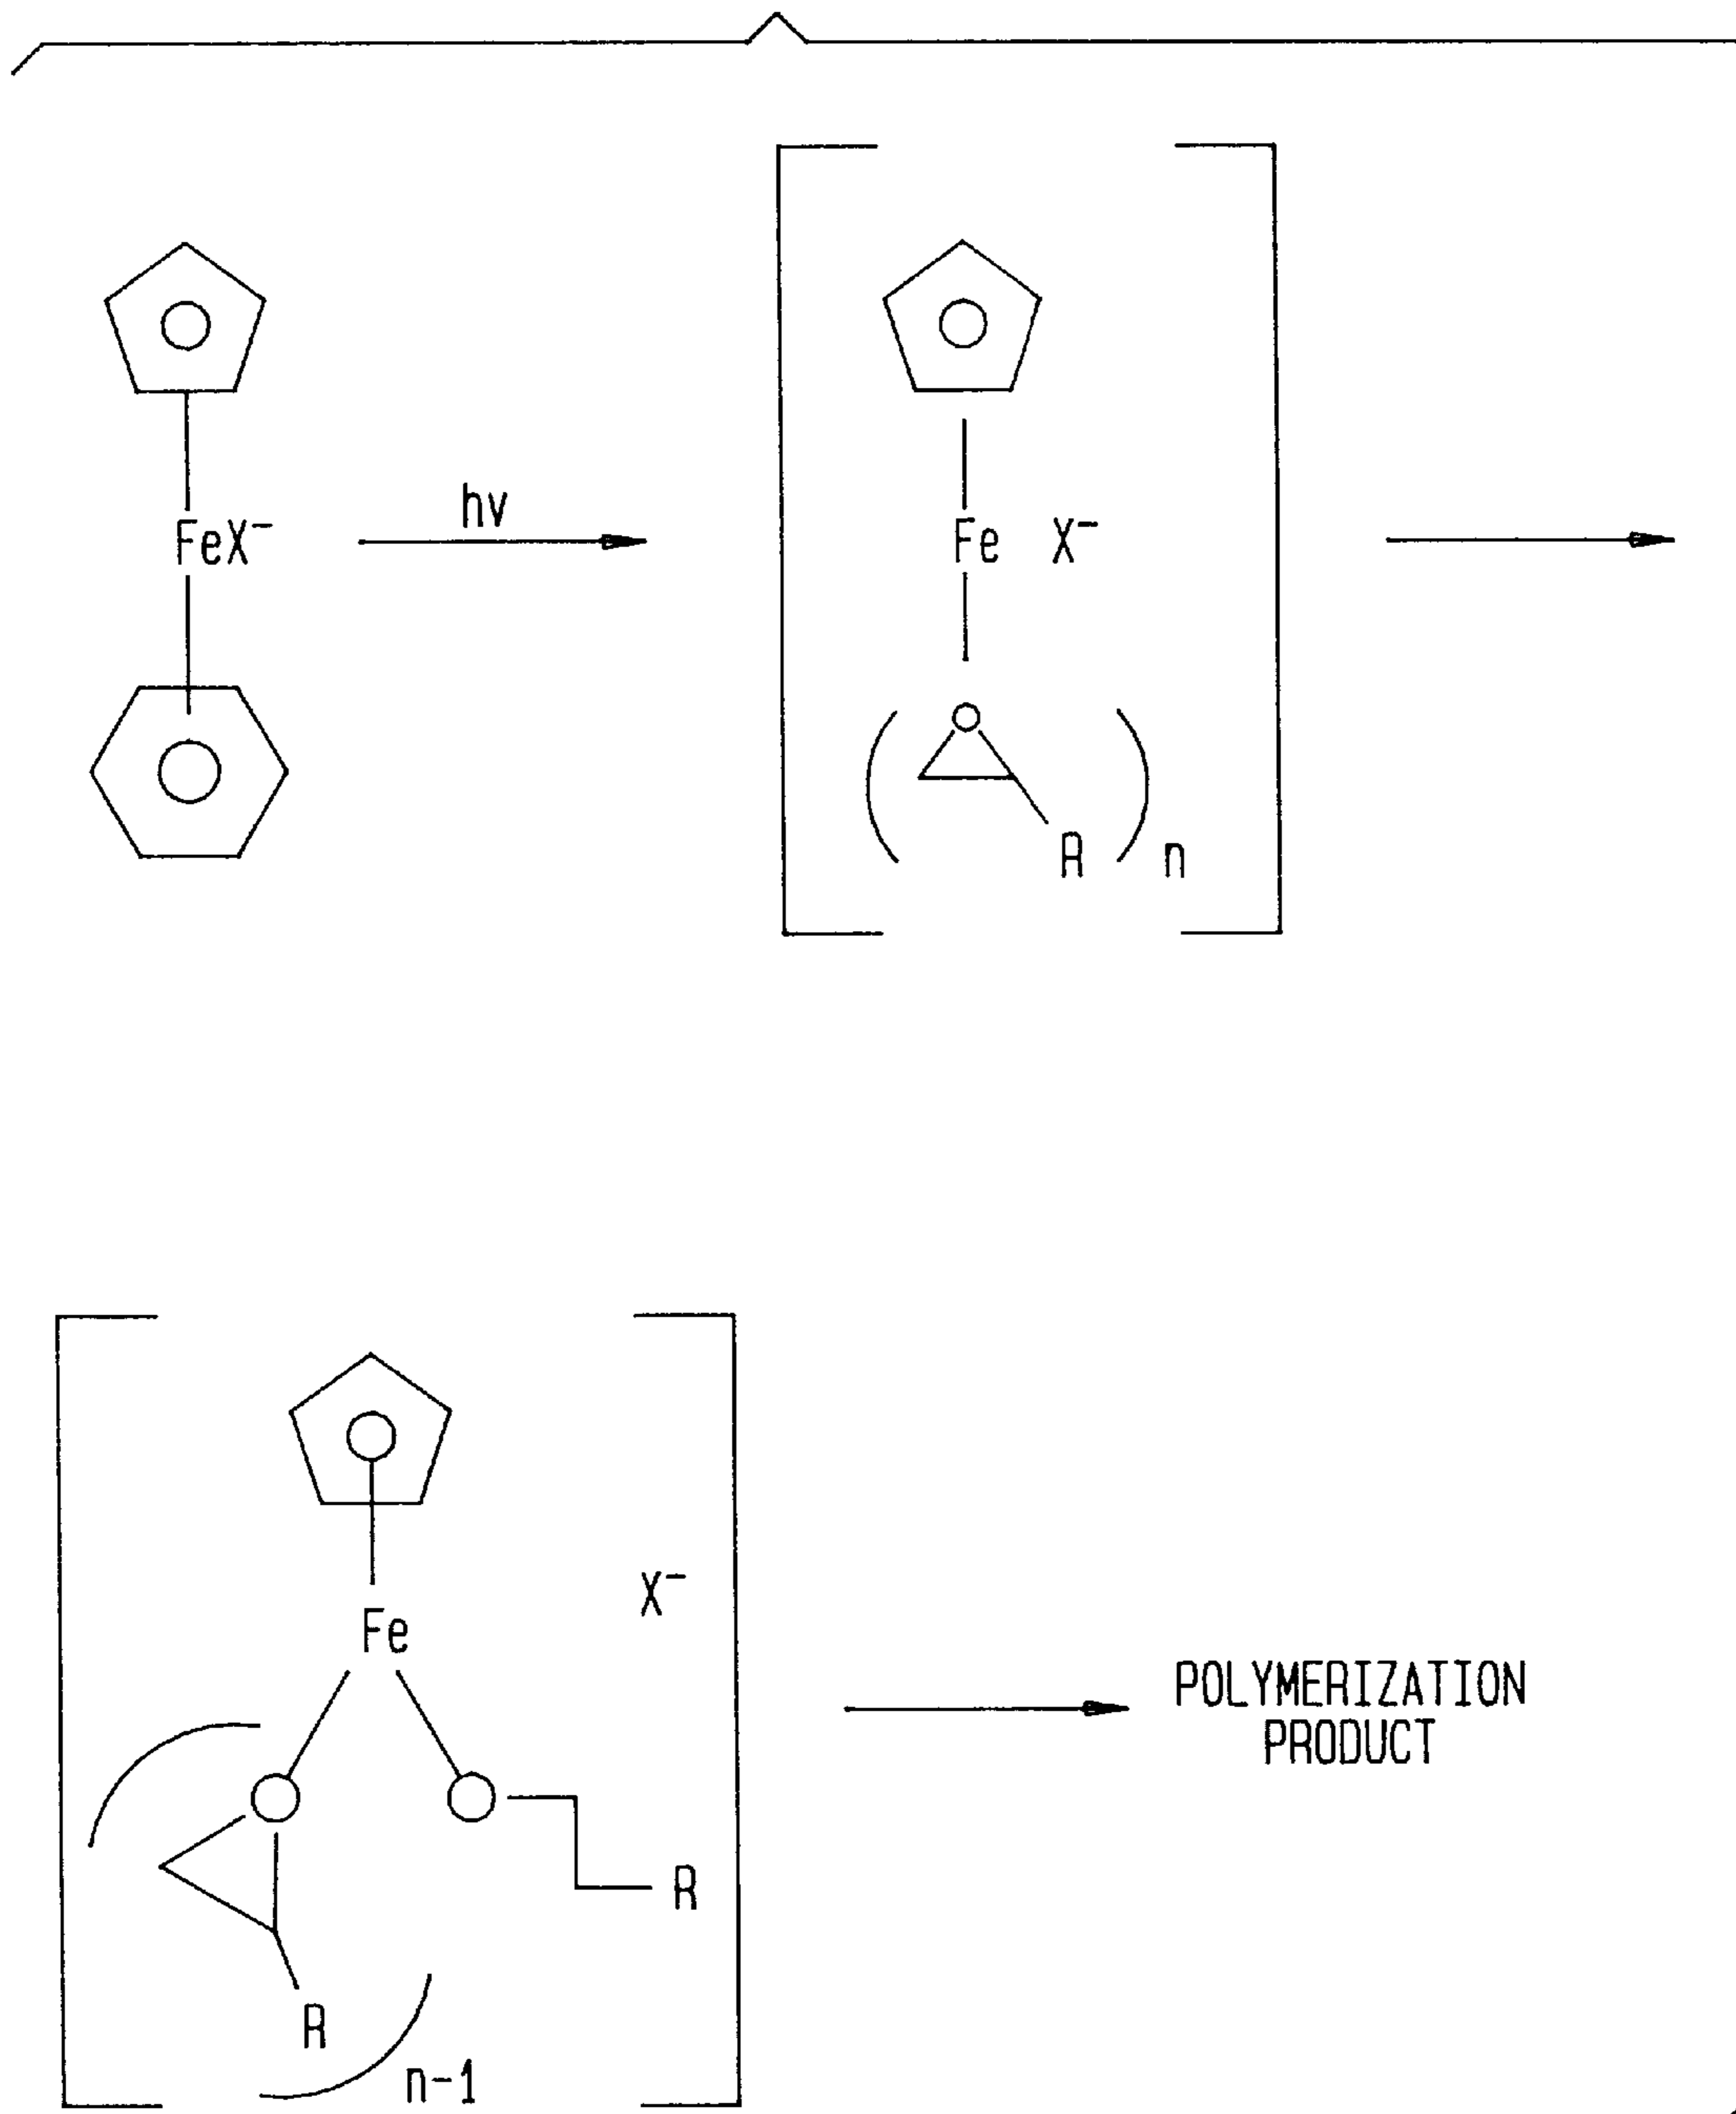 hv
FeX⁻
Fe X⁻
R
n
X⁻
Fe
O O
R
R
n-1
POLYMERIZATION
PRODUCT